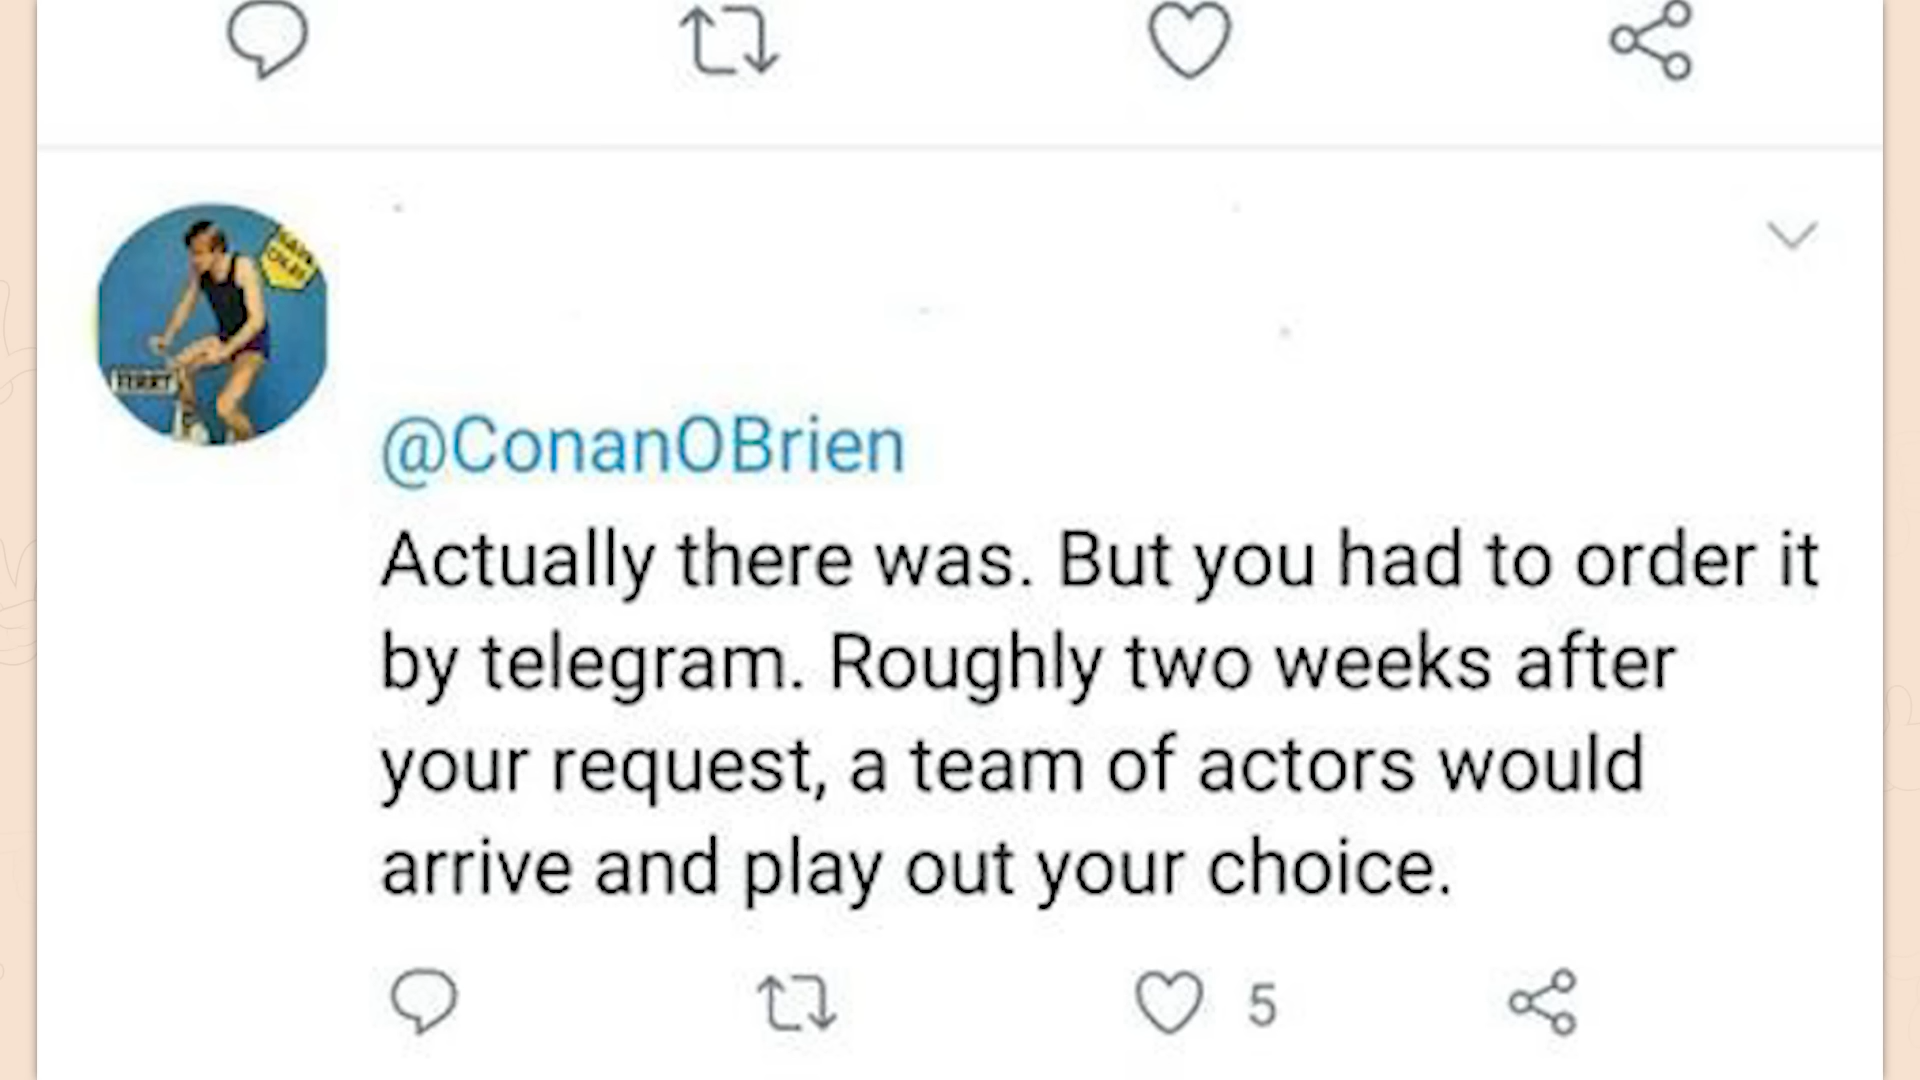 @ConanOBrien
Actually there was. But you had to order it
by telegram. Roughly two weeks after
your request, a team of actors would
arrive and play out your choice.
5